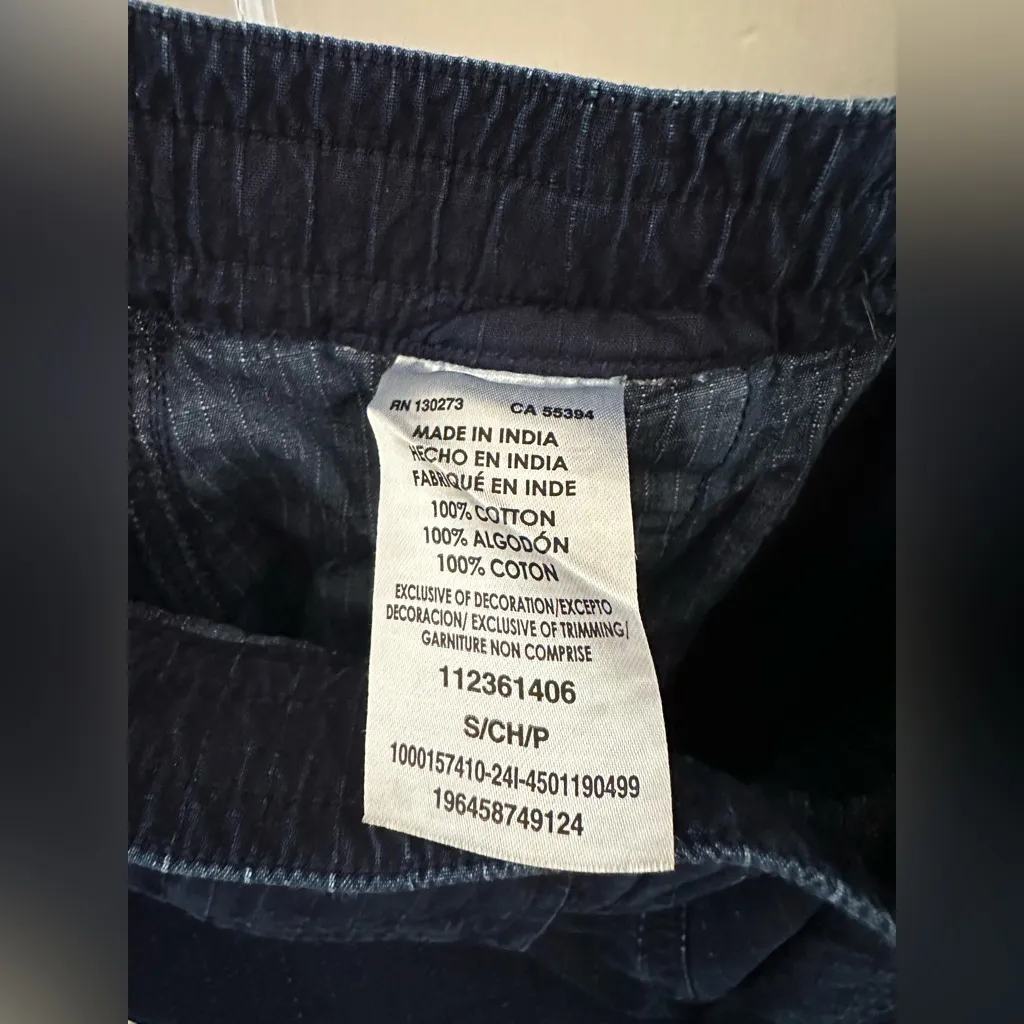 RN 130273 CA 55394
MADE IN INDIA
HECHO EN INDIA
FABRIQUÉ EN INDE
100% COTTON
100% ALGODÓN
100% COTON
EXCLUSIVE OF DECORATION/EXCEPTO
DECORACION/ EXCLUSIVE OF TRIMMING/
GARNITURE NON COMPRISE
112361406
S/CH/P
1000157410-24I-4501190499
196458749124